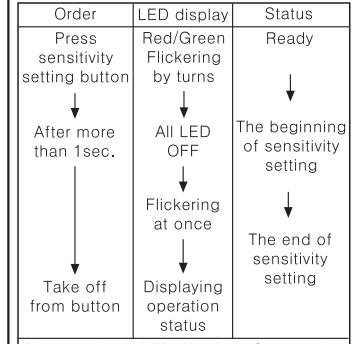 Order
LED display
Status
Press
sensitivity
setting button
Red/Green
Flickering
by turns
Ready
After more
than 1sec.
All LED
OFF
The beginning
of sensitivity
setting
Flickering
at once
The end of
sensitivity
setting
Take off
from button
Displaying
operation
status